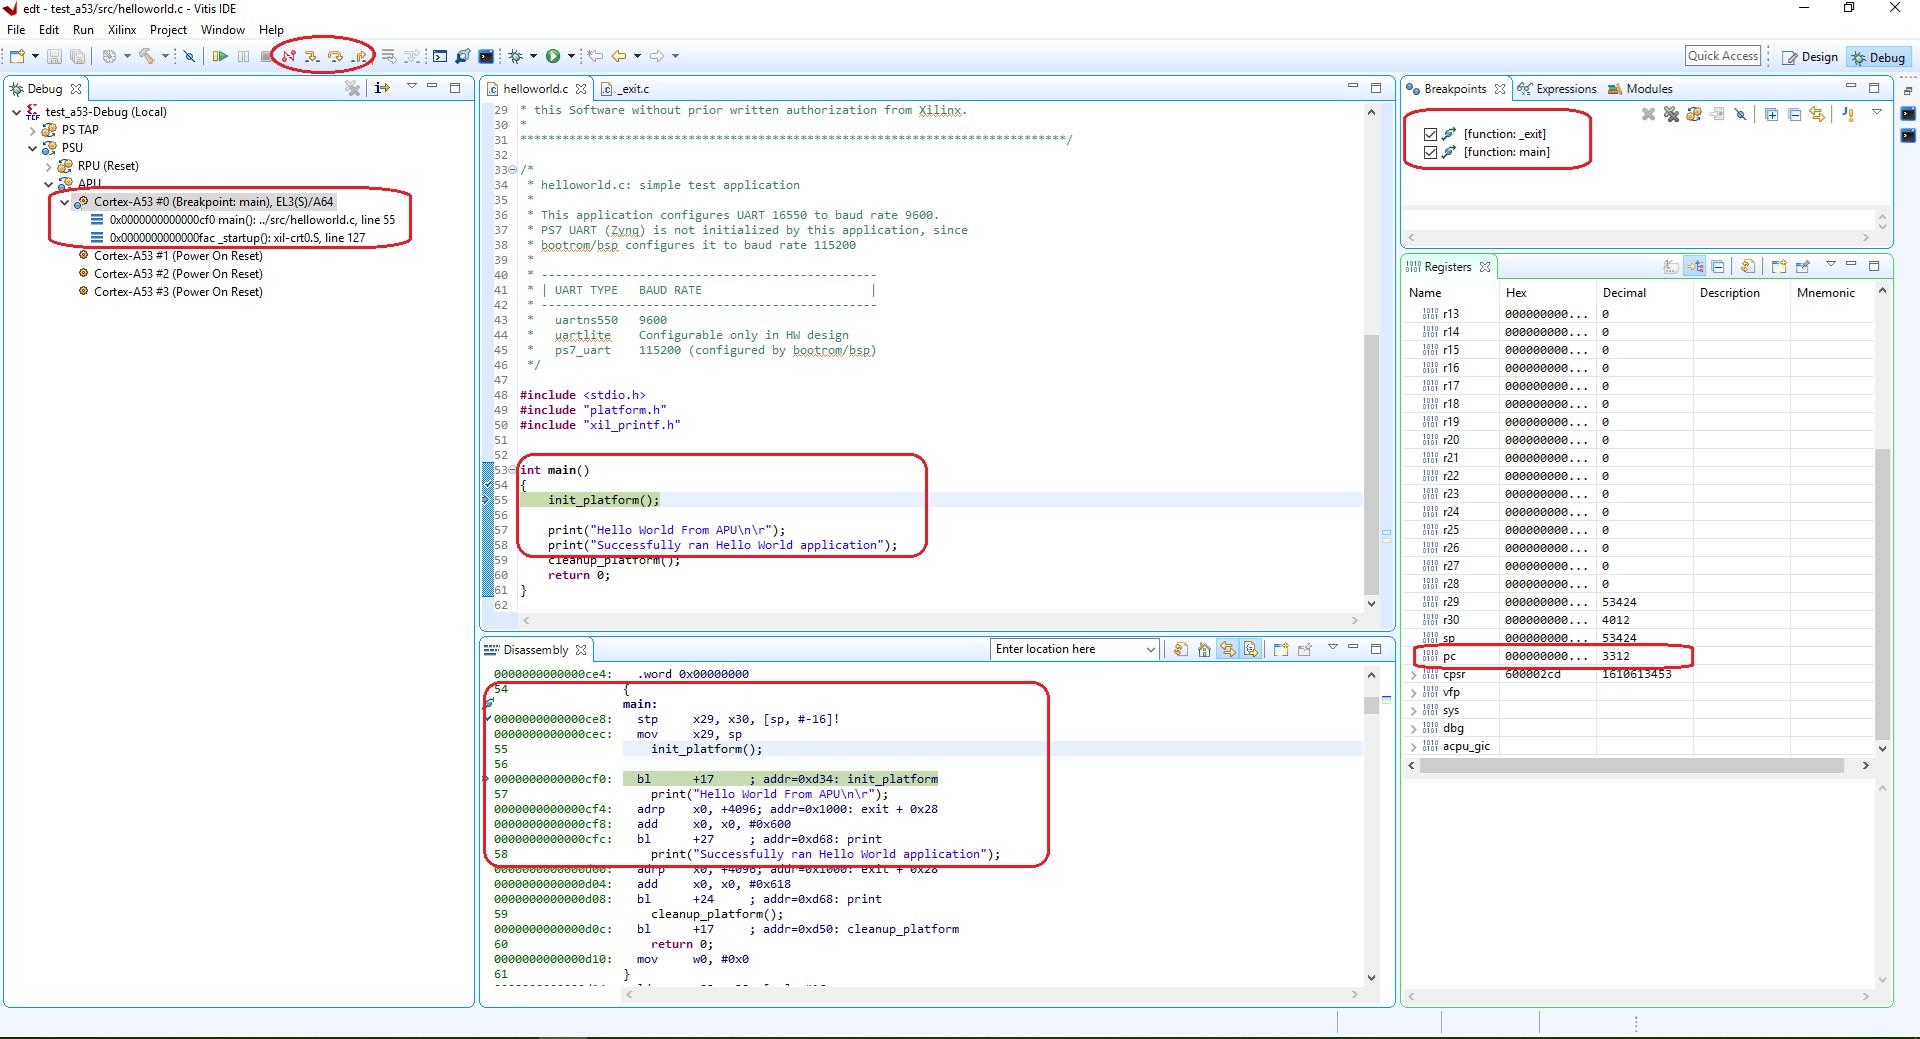 edt - test_a53/src/helloworld.c - Vitis IDE
File Edit Run Xilinx Project Window Help
Quick Access
Design
Debug
Debug
test_a53-Debug (Local)
PS TAP
PSU
RPU (Reset)
APU
Cortex-A53 #0 (Breakpoint: main), EL3(S)/A64
0x0000000000000cf0 main(): ../src/helloworld.c, line 55
0x0000000000000fac _startup(): xil-crt0.S, line 127
Cortex-A53 #1 (Power On Reset)
Cortex-A53 #2 (Power On Reset)
Cortex-A53 #3 (Power On Reset)
helloworld.c
_exit.c
29 * this Software without prior written authorization from Xilinx.
30 *
31 ******************************************************************************/
32
33 /*
34 * helloworld.c: simple test application
35 *
36 * This application configures UART 16550 to baud rate 9600.
37 * PS7 UART (Zynq) is not initialized by this application, since
38 * bootrom/bsp configures it to baud rate 115200
39 *
40 * ------------------------------------------------
41 * | UART TYPE BAUD RATE |
42 * ------------------------------------------------
43 * uartns550 9600
44 * uartlite Configurable only in HW design
45 * ps7_uart 115200 (configured by bootrom/bsp)
46 */
47
48 #include <stdio.h>
49 #include "platform.h"
50 #include "xil_printf.h"
51
52
53 int main()
54 {
55 init_platform();
56
57 print("Hello World From APU\n\r");
58 print("Successfully ran Hello World application");
59 cleanup_platform();
60 return 0;
61 }
62
Disassembly
Enter location here
0000000000000ce4: .word 0x00000000
54 {
main:
0000000000000ce8: stp x29, x30, [sp, #-16]!
0000000000000cec: mov x29, sp
55 init_platform();
56
0000000000000cf0: bl +17 ; addr=0xd34: init_platform
57 print("Hello World From APU\n\r");
0000000000000cf4: adrp x0, +4096; addr=0x1000: exit + 0x28
0000000000000cf8: add x0, x0, #0x600
0000000000000cfc: bl +27 ; addr=0xd68: print
58 print("Successfully ran Hello World application");
0000000000000d00: adrp x0, +4096; addr=0x1000: exit + 0x28
0000000000000d04: add x0, x0, #0x618
0000000000000d08: bl +24 ; addr=0xd68: print
59 cleanup_platform();
0000000000000d0c: bl +17 ; addr=0xd50: cleanup_platform
60 return 0;
0000000000000d10: mov w0, #0x0
61 }
Breakpoints
Expressions
Modules
[function: _exit]
[function: main]
Registers
Name Hex Decimal Description Mnemonic
r13 000000000... 0
r14 000000000... 0
r15 000000000... 0
r16 000000000... 0
r17 000000000... 0
r18 000000000... 0
r19 000000000... 0
r20 000000000... 0
r21 000000000... 0
r22 000000000... 0
r23 000000000... 0
r24 000000000... 0
r25 000000000... 0
r26 000000000... 0
r27 000000000... 0
r28 000000000... 0
r29 000000000... 53424
r30 000000000... 4012
sp 000000000... 53424
pc 000000000... 3312
cpsr 600002cd 1610613453
vfp
sys
dbg
acpu_gic